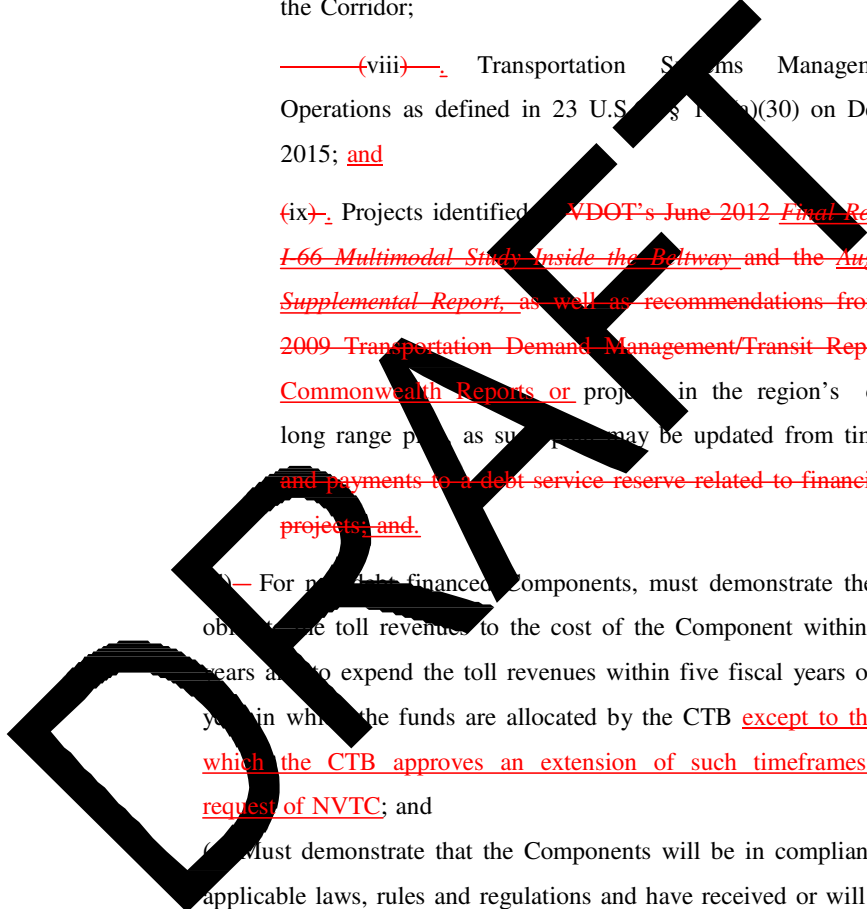 the Corridor;
(viii) . Transportation Managem
Operations as defined in 23 U.S. § (a)(30) on De
2015; and
(ix) . Projects identified VDOT's June 2012 Final Re
I-66 Multimodal Study Inside the Beltway and the Aug
Supplemental Report, as well as recommendations fro
2009 Transportation Demand Management/Transit Rep
Commonwealth Reports or in the region's
long range as may be updated from tim
and payments to a debt service reserve related to financi
projects; and.
For debt financed Components, must demonstrate the
the toll revenues to the cost of the Component within
years to expend the toll revenues within five fiscal years o
in which the funds are allocated by the CTB except to th
which the CTB approves an extension of such timeframes
request of NVTC; and
Must demonstrate that the Components will be in complian
applicable laws, rules and regulations and have received or will
DRAFT